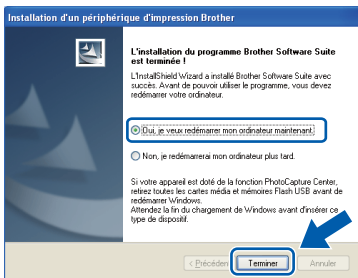 Installation d'un périphérique d'impression Brother
L'installation du programme Brother Software Suite
est terminée !
L'InstallShield Wizard a installé Brother Software Suite avec
succès. Avant de pouvoir utiliser le programme, vous devez
redémarrer votre ordinateur.
Oui, je veux redémarrer mon ordinateur maintenant.
Non, je redémarrerai mon ordinateur plus tard.
Si votre appareil est doté de la fonction PhotoCapture Center,
retirez toutes les cartes média et mémoires Flash USB avant de
redémarrer Windows.
Attendez la fin du chargement de Windows avant d'insérer ce
type de dispositif.
< Précédent Terminer Annuler